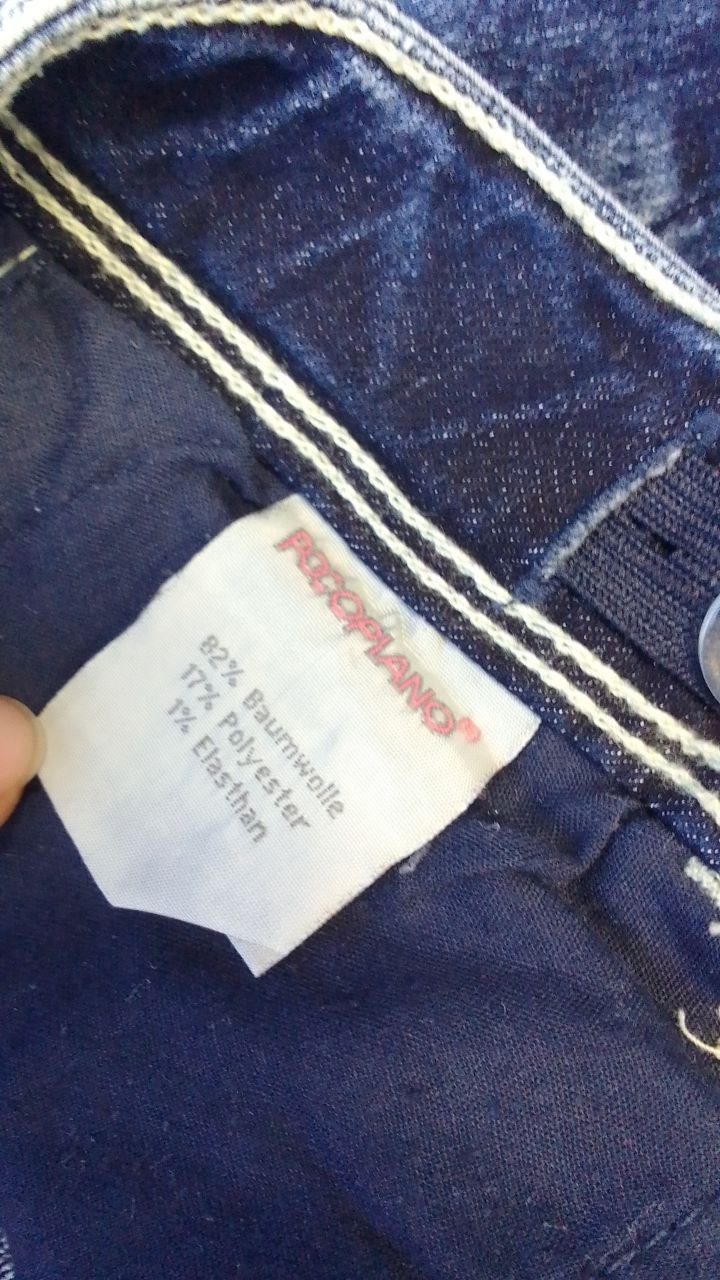 POCOPIANO®
82% Baumwolle
17% Polyester
1% Elasthan